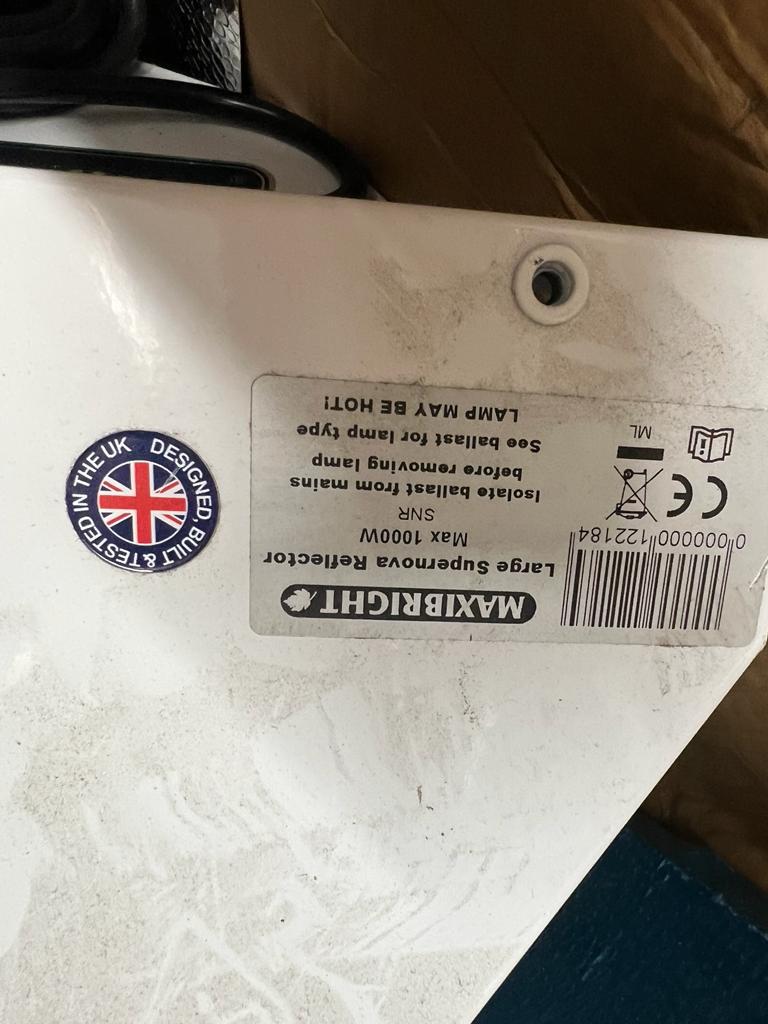 MAXIBRIGHT
Large Supernova Reflector
Max 1000W
SNR
Isolate ballast from mains
before removing lamp
See ballast for lamp type
LAMP MAY BE HOT!
0 000000 122184
CE
ML
DESIGNED, BUILT & TESTED IN THE UK